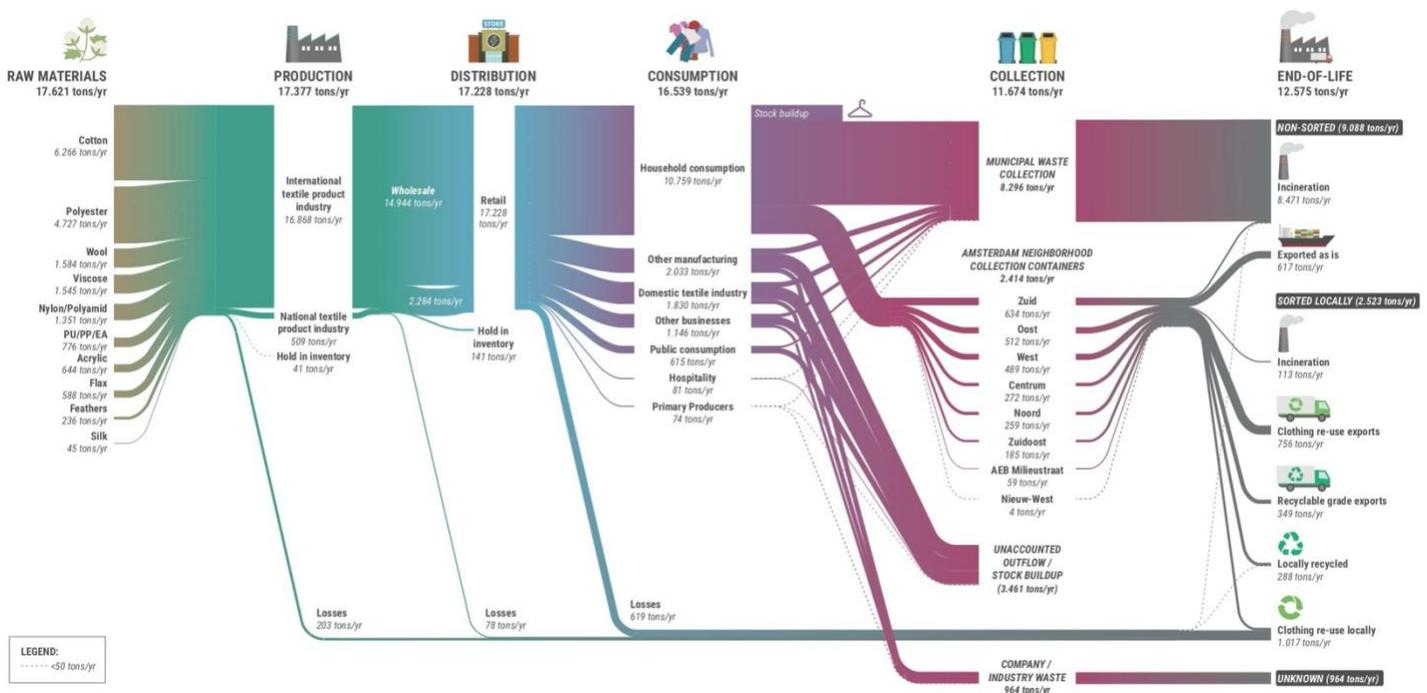 RAW MATERIALS
17.621 tons/yr
Cotton
6.266 tons/yr
Polyester
4.727 tons/yr
Wool
1.584 tons/yr
Viscose
1.545 tons/yr
Nylon/Polyamid
1.351 tons/yr
PU/PP/EA
776 tons/yr
Acrylic
644 tons/yr
Flax
588 tons/yr
Feathers
236 tons/yr
Silk
45 tons/yr
LEGEND:
<50 tons/yr
PRODUCTION
17.377 tons/yr
International
textile product
industry
16,868 tons/yr
National textile
product industry
509 tons/yr
Hold in inventory
41 tons/yr
Losses
203 tons/yr
Wholesale
14.944 tons/yr
2.284 tons/yr
STORE
DISTRIBUTION
17.228 tons/yr
Retail
17.228
tons/yr
Hold in
inventory
141 tons/yr
Losses
78 tons/yr
CONSUMPTION
16.539 tons/yr
Stock buildup
Household consumption
10.759 tons/yr
Other manufacturing
2.033 tons/yr
Domestic textile industry
1.830 tons/yr
Other businesses
1.146 tons/yr
Public consumption
615 tons/yr
Hospitality
81 tons/yr
Primary Producers
74 tons/yr
Losses
619 tons/yr
COLLECTION
11.674 tons/yr
MUNICIPAL WASTE
COLLECTION
8.296 tons/yr
AMSTERDAM NEIGHBORHOOD
COLLECTION CONTAINERS
2.414 tons/yr
Zuid
634 tons/yr
Oost
512 tons/yr
West
489 tons/yr
Centrum
272 tons/yr
Noord
259 tons/yr
Zuidoost
185 tons/yr
AEB Milieustraat
59 tons/yr
Nieuw-West
4 tons/yr
UNACCOUNTED
OUTFLOW /
STOCK BUILDUP
(3.461 tons/yr)
COMPANY /
INDUSTRY WASTE
964 tons/yr
END-OF-LIFE
12.575 tons/yr
NON-SORTED (9.088 tons/yr)
Incineration
8.471 tons/yr
Exported as is
617 tons/yr
SORTED LOCALLY (2.523 tons/yr)
Incineration
113 tons/yr
Clothing re-use exports
756 tons/yr
Recyclable grade exports
349 tons/yr
Locally recycled
288 tons/yr
Clothing re-use locally
1.017 tons/yr
UNKNOWN (964 tons/yr)